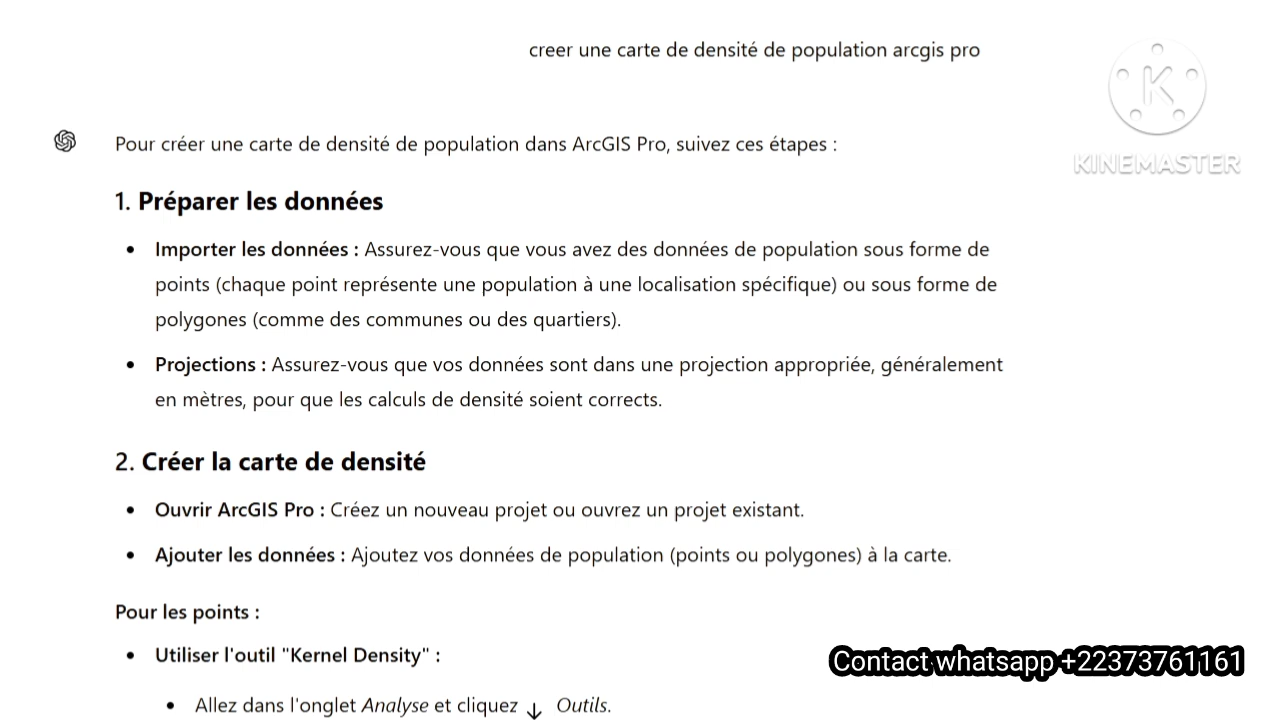 creer une carte de densité de population arcgis pro
KINEMASTER
Pour créer une carte de densité de population dans ArcGIS Pro, suivez ces étapes :
1. Préparer les données
• Importer les données : Assurez-vous que vous avez des données de population sous forme de
points (chaque point représente une population à une localisation spécifique) ou sous forme de
polygones (comme des communes ou des quartiers).
• Projections : Assurez-vous que vos données sont dans une projection appropriée, généralement
en mètres, pour que les calculs de densité soient corrects.
2. Créer la carte de densité
• Ouvrir ArcGIS Pro : Créez un nouveau projet ou ouvrez un projet existant.
• Ajouter les données : Ajoutez vos données de population (points ou polygones) à la carte.
Pour les points :
• Utiliser l'outil "Kernel Density" :
Contact whatsapp +22373761161
• Allez dans l'onglet Analyse et cliquez Outils.